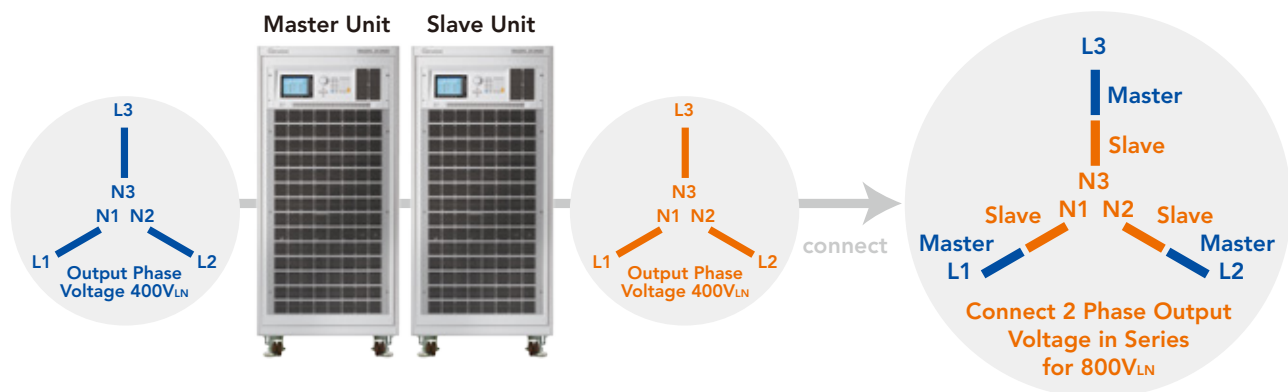 Master Unit
Slave Unit
L3
N3
N1 N2
L1
L2
Output Phase
Voltage 400VLN
L3
N3
N1 N2
L1
L2
Output Phase
Voltage 400VLN
connect
L3
Master
Slave
N3
Slave N1 N2 Slave
Master
Master
L1
L2
Connect 2 Phase Output
Voltage in Series
for 800VLN